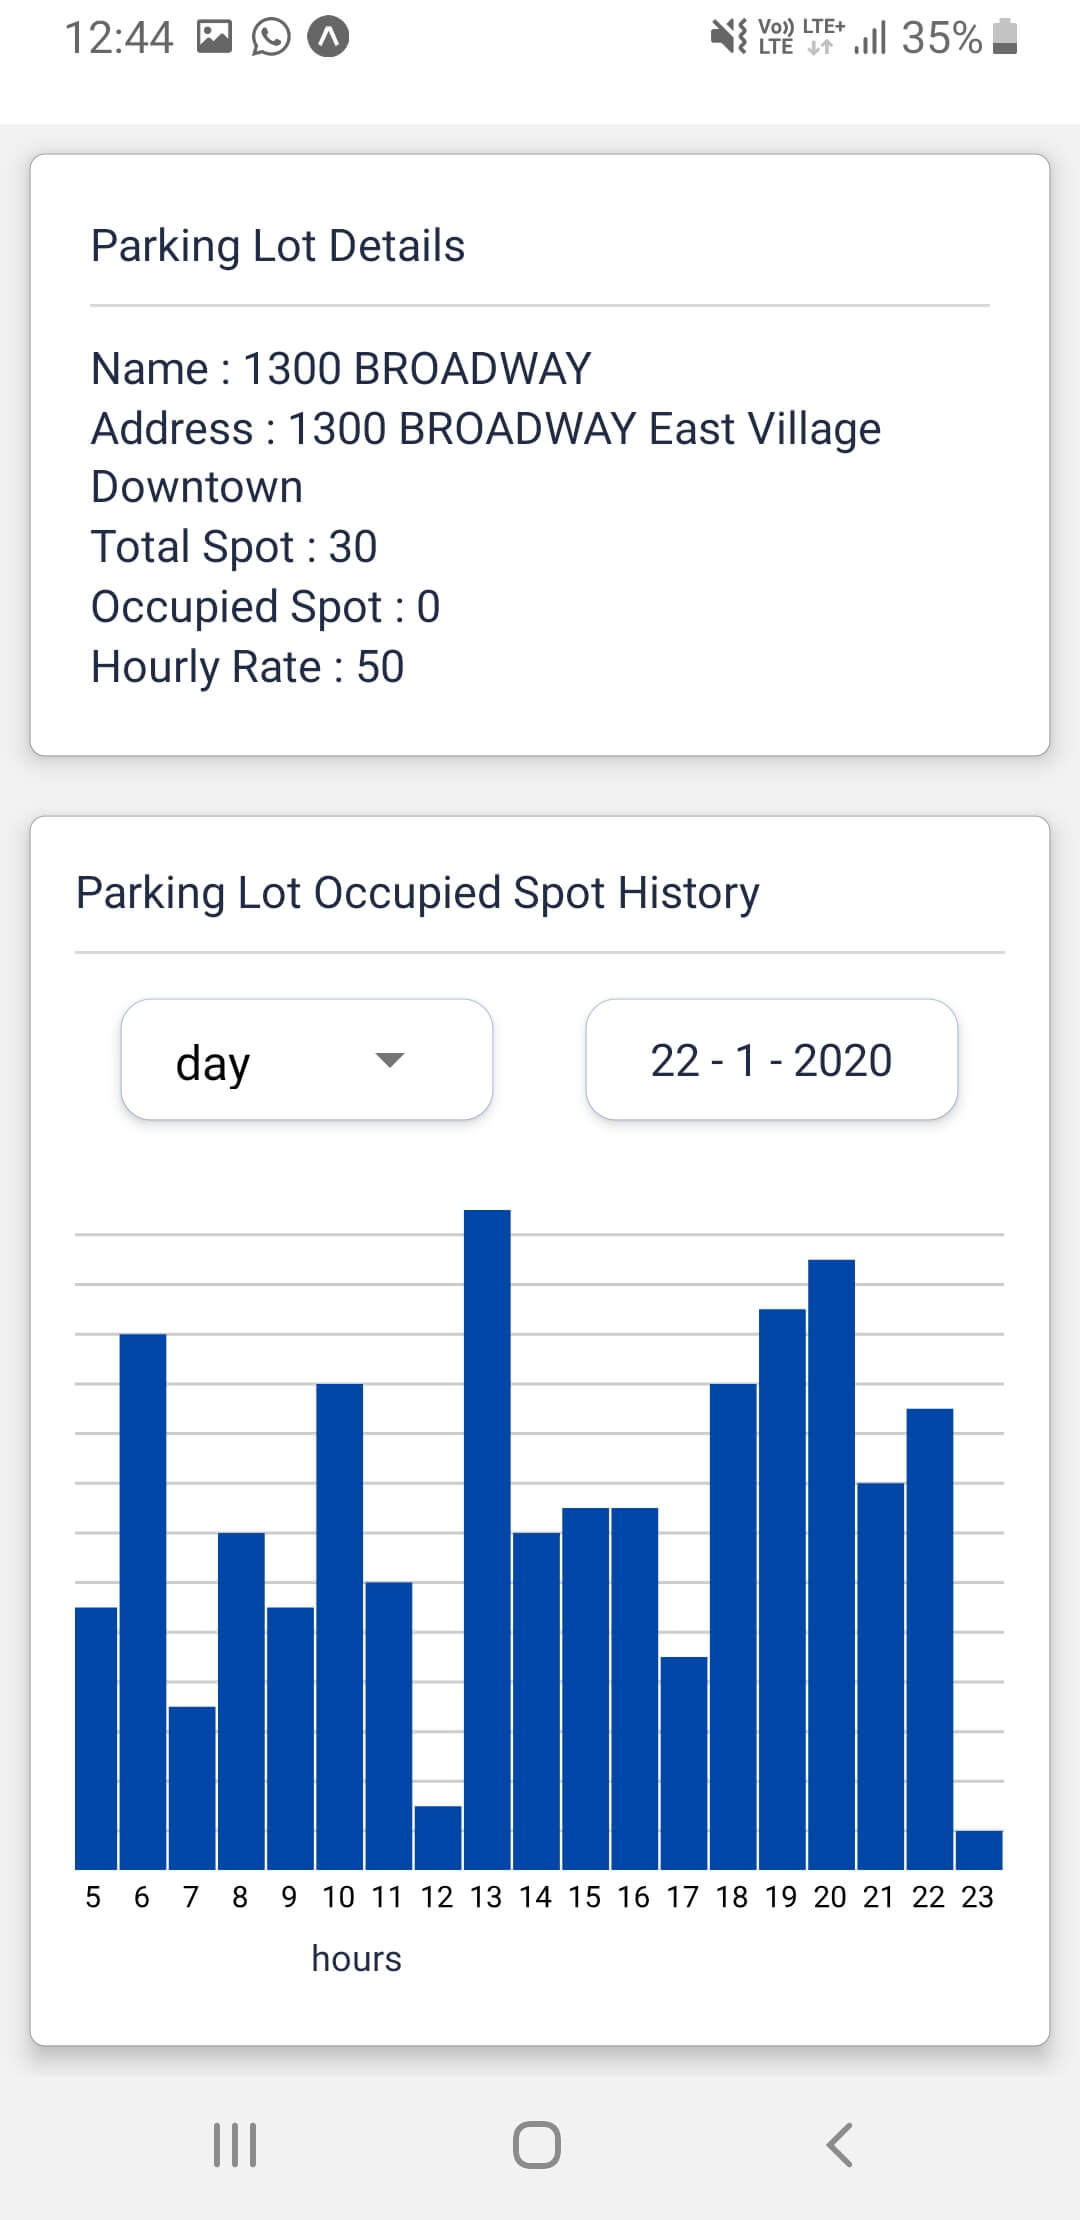 12:44 Vo)) LTE LTE+ 35%
Parking Lot Details
Name : 1300 BROADWAY
Address : 1300 BROADWAY East Village
Downtown
Total Spot : 30
Occupied Spot : 0
Hourly Rate : 50
Parking Lot Occupied Spot History
day 22 - 1 - 2020
5 6 7 8 9 10 11 12 13 14 15 16 17 18 19 20 21 22 23
hours